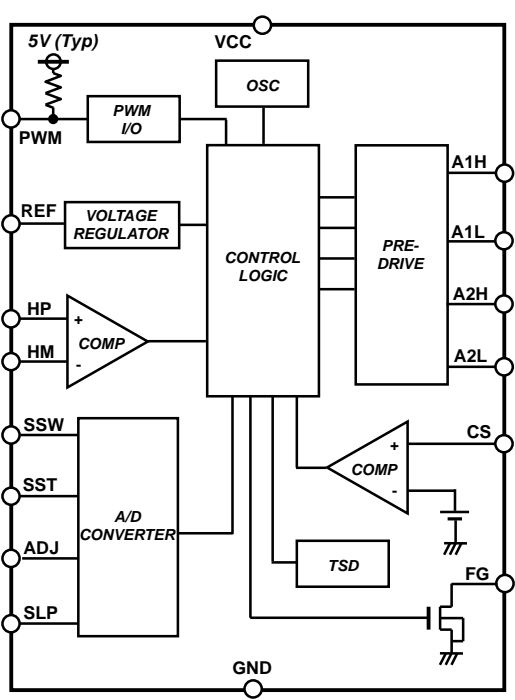 5V (Typ)
VCC
OSC
PWM
I/O
PWM
A1H
REF
VOLTAGE
REGULATOR
CONTROL
LOGIC
PRE-
DRIVE
A1L
A2H
HP
+
COMP
HM
-
A2L
SSW
CS
+
COMP
-
SST
A/D
CONVERTER
ADJ
TSD
FG
SLP
GND